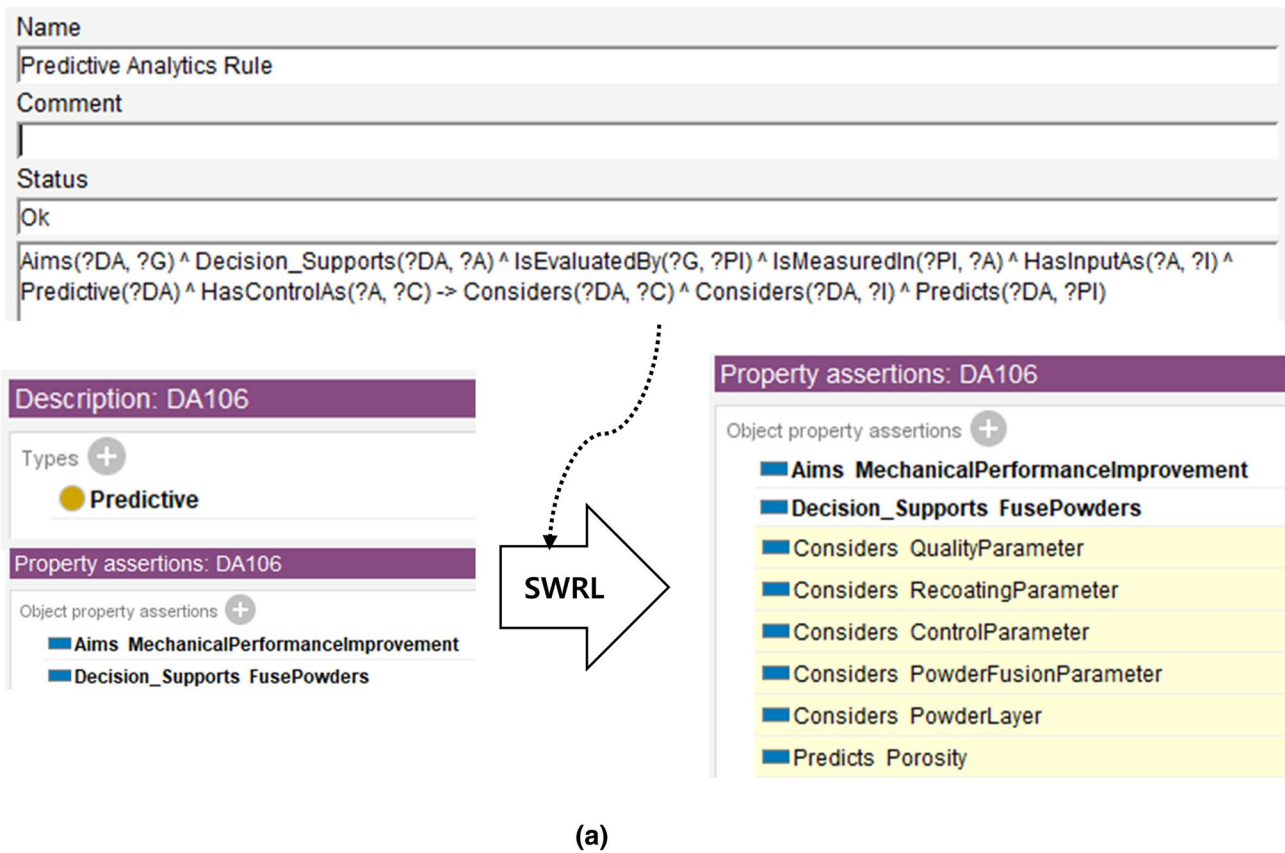 Name
Predictive Analytics Rule
Comment
Status
Ok
Aims(?DA, ?G) ^ Decision_Supports(?DA, ?A) ^ IsEvaluatedBy(?G, ?PI) ^ IsMeasuredIn(?PI, ?A) ^ HasInputAs(?A, ?I) ^
Predictive(?DA) ^ HasControlAs(?A, ?C) -> Considers(?DA, ?C) ^ Considers(?DA, ?I) ^ Predicts(?DA, ?PI)
Description: DA106
Types
Predictive
Property assertions: DA106
Object property assertions
Aims MechanicalPerformanceImprovement
Decision_Supports FusePowders
SWRL
Property assertions: DA106
Object property assertions
Aims MechanicalPerformanceImprovement
Decision_Supports FusePowders
Considers QualityParameter
Considers RecoatingParameter
Considers ControlParameter
Considers PowderFusionParameter
Considers PowderLayer
Predicts Porosity
(a)